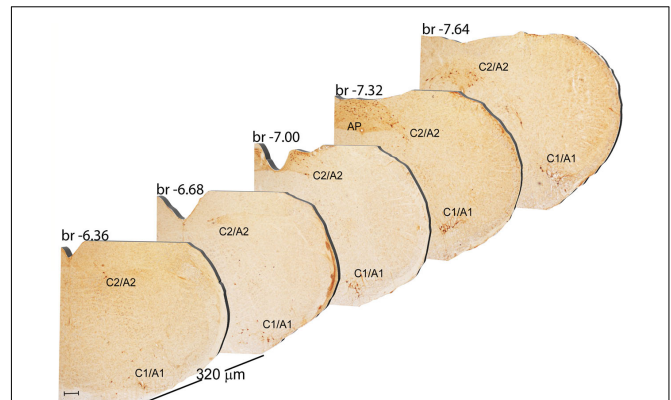 br -7.64
C2/A2
C1/A1
br -7.32
AP
C2/A2
C1/A1
br -7.00
C2/A2
C1/A1
br -6.68
C2/A2
C1/A1
br -6.36
C2/A2
C1/A1
320 µm